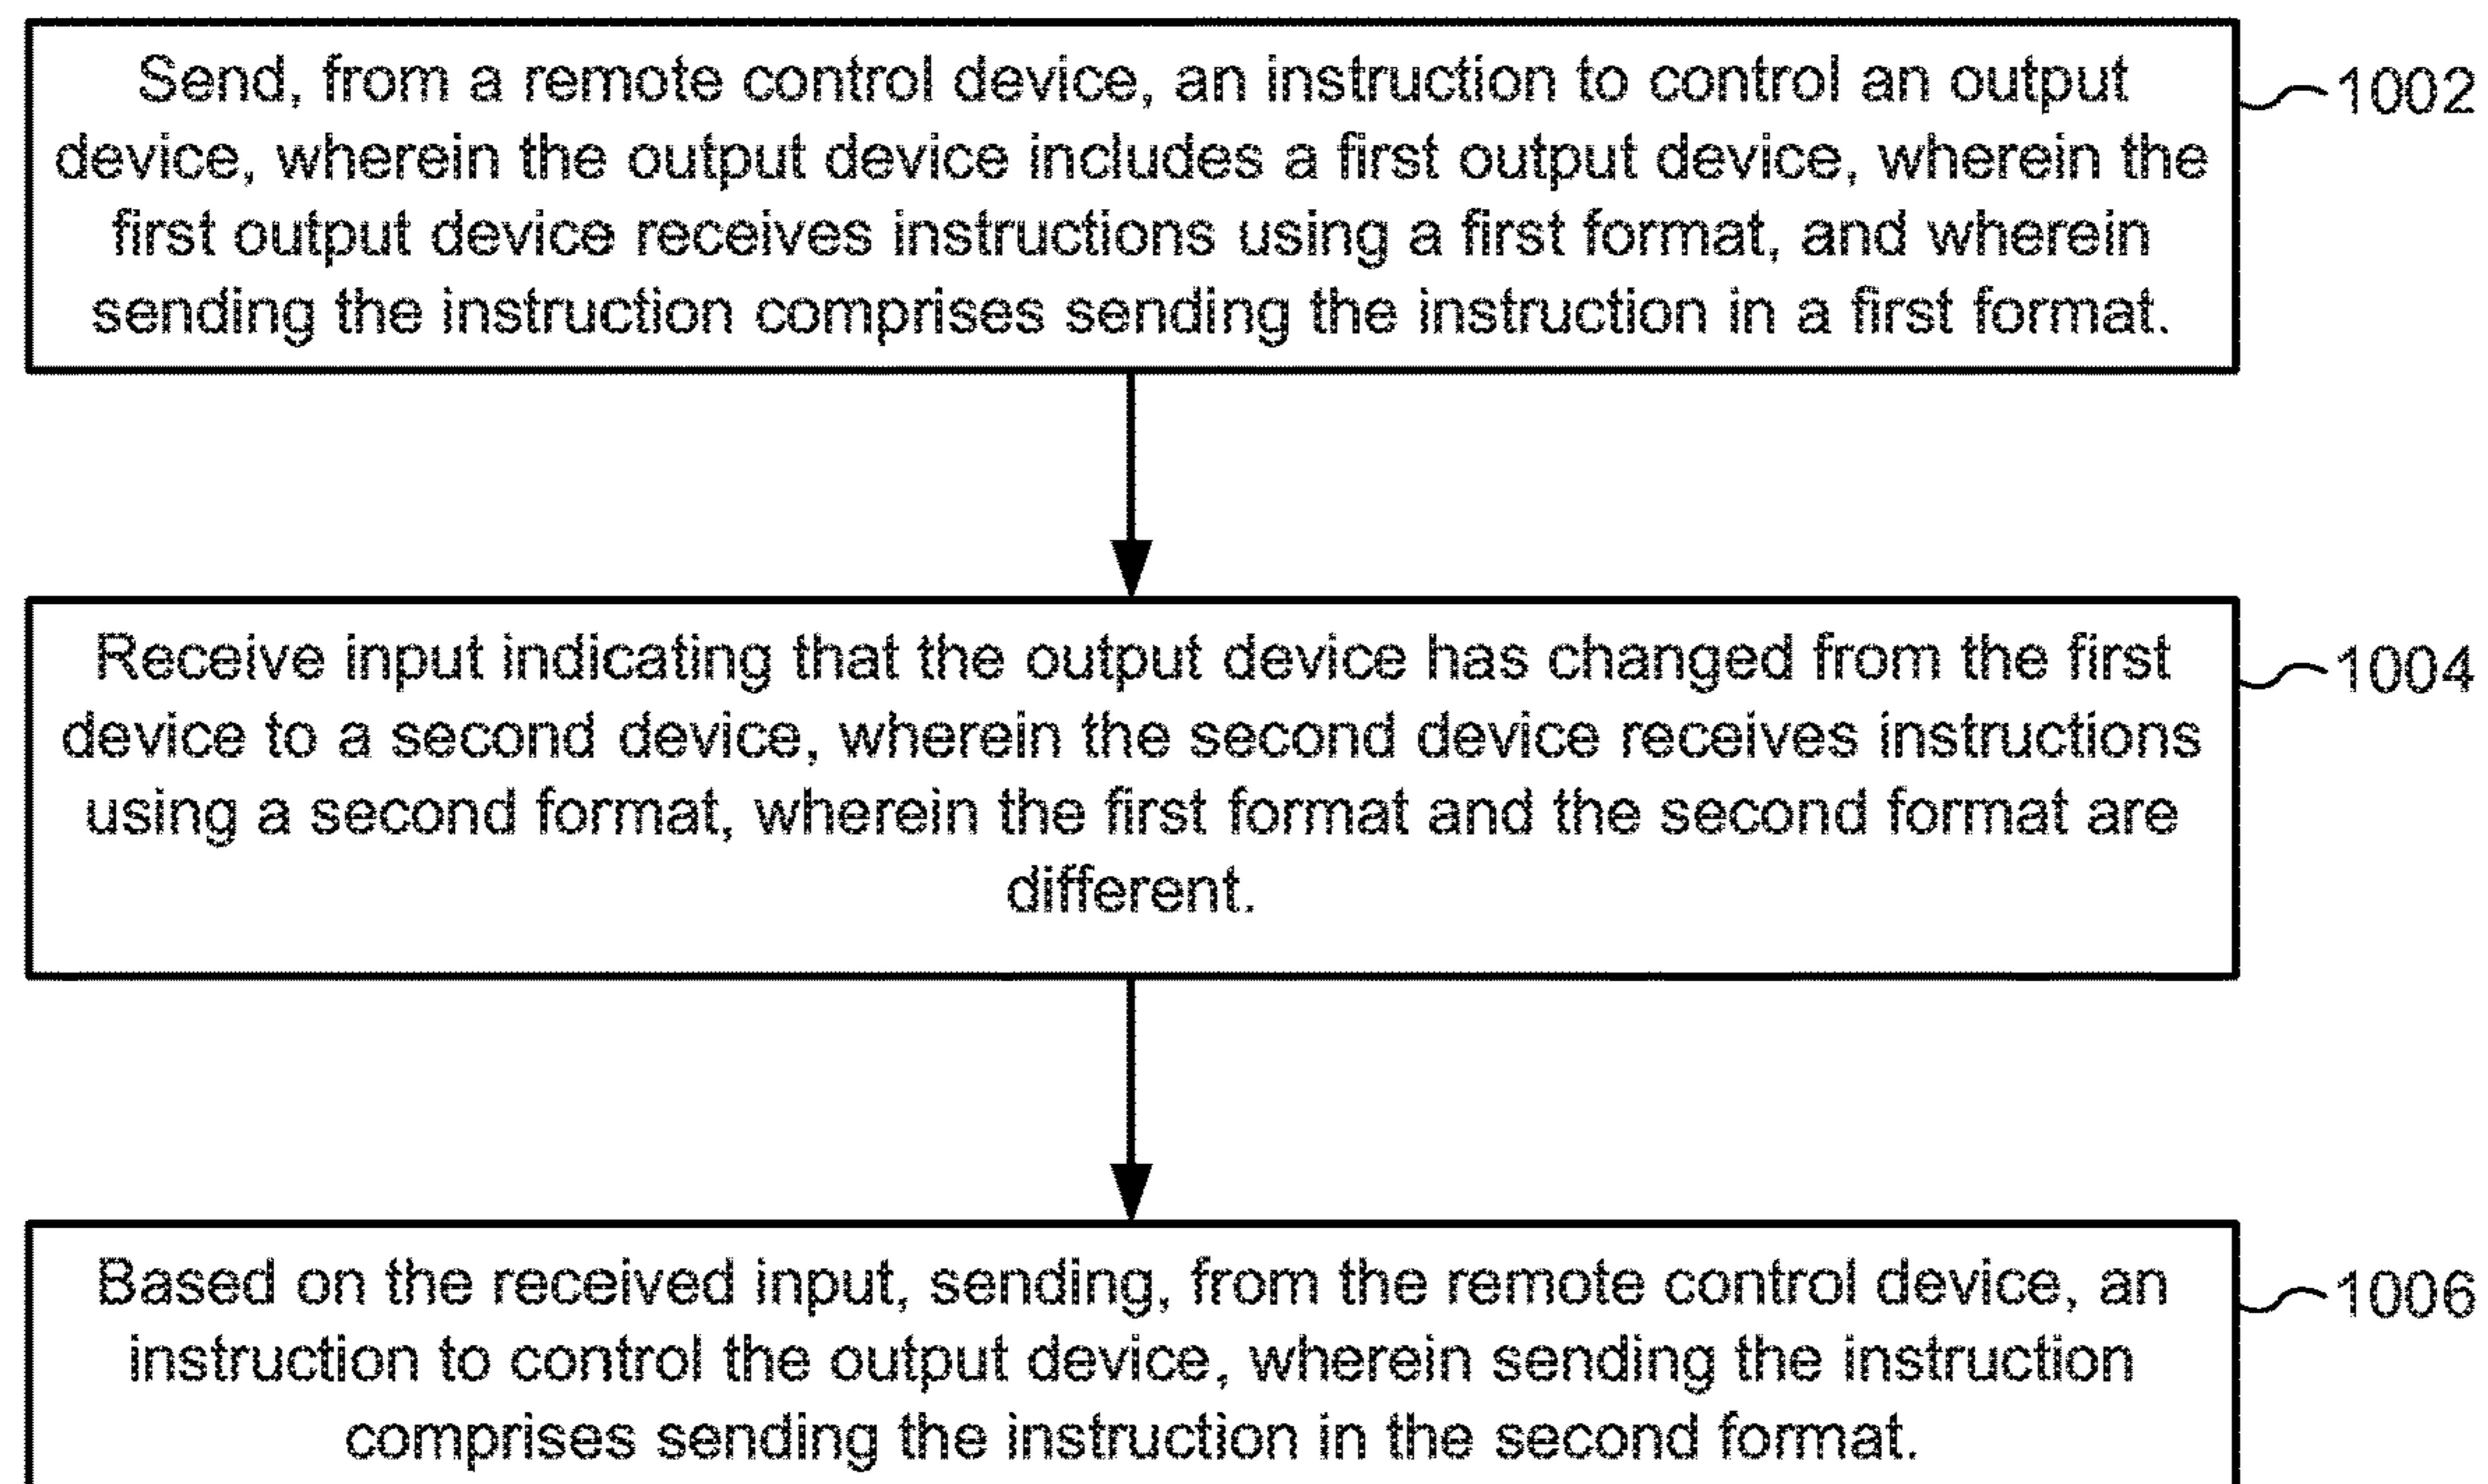 Send, from a remote control device, an instruction to control an output
device, wherein the output device includes a first output device, wherein the
first output device receives instructions using a first format, and wherein
sending the instruction comprises sending the instruction in a first format.
1002
Receive input indicating that the output device has changed from the first
device to a second device, wherein the second device receives instructions
using a second format, wherein the first format and the second format are
different.
1004
Based on the received input, sending, from the remote control device, an
instruction to control the output device, wherein sending the instruction
comprises sending the instruction in the second format.
1006